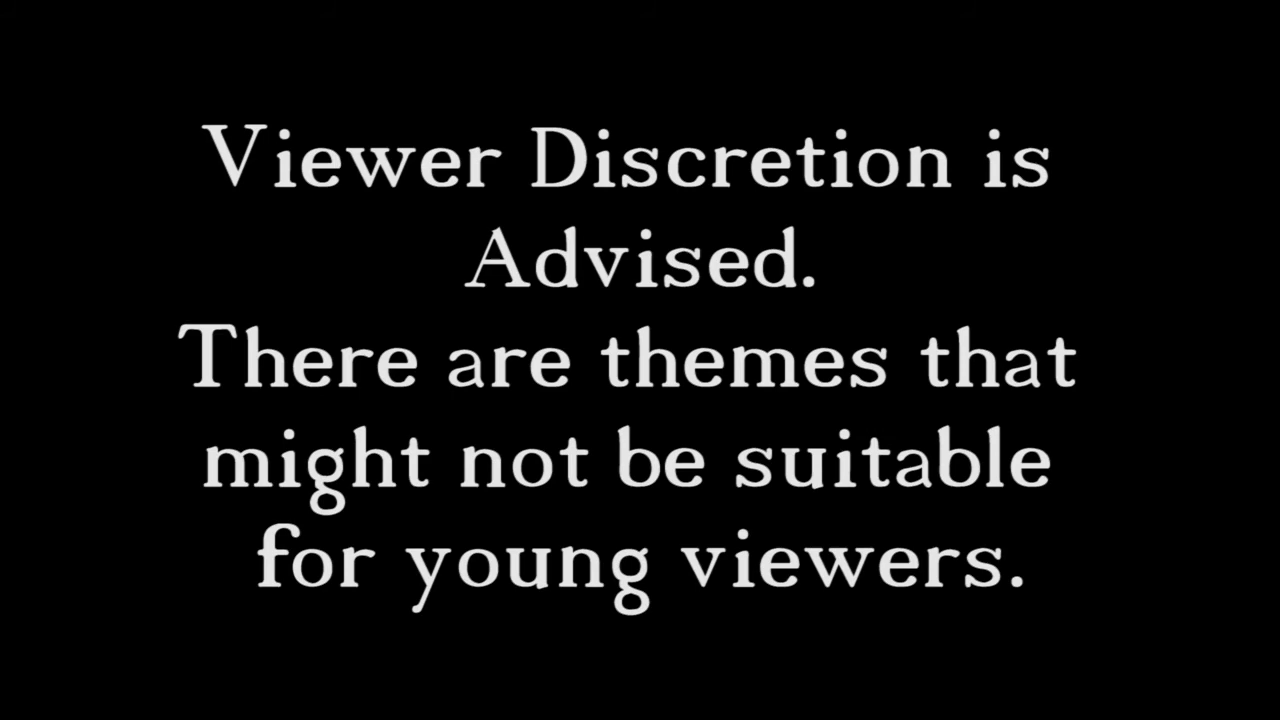 Viewer Discretion is
Advised.
There are themes that
might not be suitable
for young viewers.